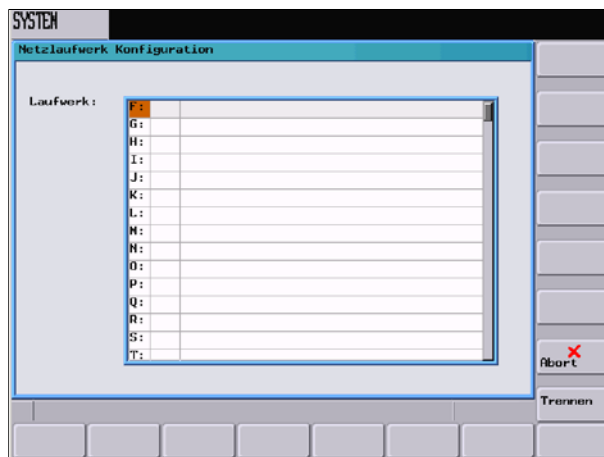 SYSTEM
Netzlaufwerk Konfiguration
Laufwerk:
F:
G:
H:
I:
J:
K:
L:
M:
N:
O:
P:
Q:
R:
S:
T:
Abort
Trennen